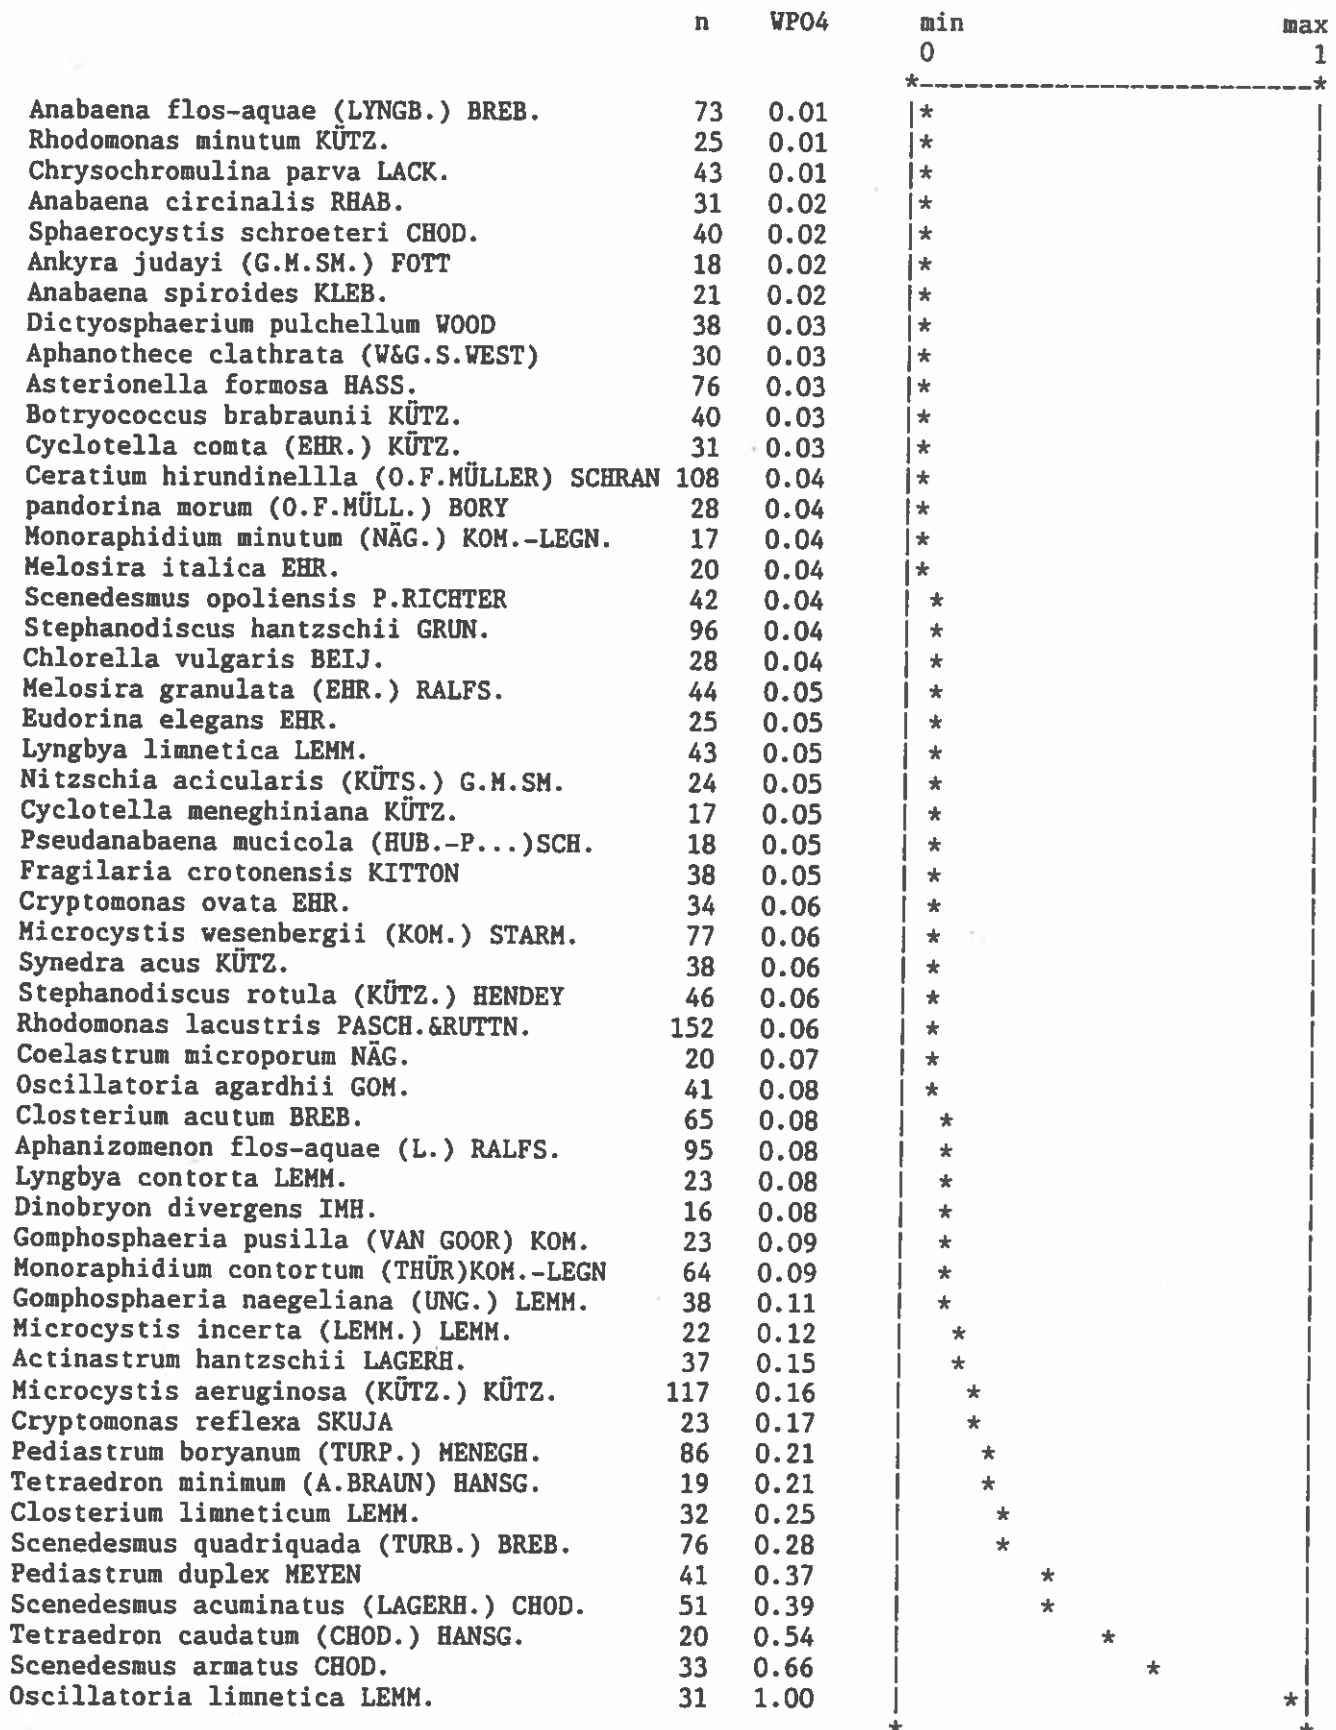 n WPO4 min max
0 1
*---------------------------*
Anabaena flos-aquae (LYNGB.) BREB. 73 0.01 |* |
Rhodomonas minutum KÜTZ. 25 0.01 |* |
Chrysochromulina parva LACK. 43 0.01 |* |
Anabaena circinalis RHAB. 31 0.02 |* |
Sphaerocystis schroeteri CHOD. 40 0.02 |* |
Ankyra judayi (G.M.SM.) FOTT 18 0.02 |* |
Anabaena spiroides KLEB. 21 0.02 |* |
Dictyosphaerium pulchellum WOOD 38 0.03 |* |
Aphanothece clathrata (W&G.S.WEST) 30 0.03 |* |
Asterionella formosa HASS. 76 0.03 |* |
Botryococcus brabraunii KÜTZ. 40 0.03 |* |
Cyclotella comta (EHR.) KÜTZ. 31 0.03 |* |
Ceratium hirundinellla (O.F.MÜLLER) SCHRAN 108 0.04 |* |
pandorina morum (O.F.MÜLL.) BORY 28 0.04 |* |
Monoraphidium minutum (NÄG.) KOM.-LEGN. 17 0.04 |* |
Melosira italica EHR. 20 0.04 |* |
Scenedesmus opoliensis P.RICHTER 42 0.04 | * |
Stephanodiscus hantzschii GRUN. 96 0.04 | * |
Chlorella vulgaris BEIJ. 28 0.04 | * |
Melosira granulata (EHR.) RALFS. 44 0.05 | * |
Eudorina elegans EHR. 25 0.05 | * |
Lyngbya limnetica LEMM. 43 0.05 | * |
Nitzschia acicularis (KÜTS.) G.M.SM. 24 0.05 | * |
Cyclotella meneghiniana KÜTZ. 17 0.05 | * |
Pseudanabaena mucicola (HUB.-P...)SCH. 18 0.05 | * |
Fragilaria crotonensis KITTON 38 0.05 | * |
Cryptomonas ovata EHR. 34 0.06 | * |
Microcystis wesenbergii (KOM.) STARM. 77 0.06 | * |
Synedra acus KÜTZ. 38 0.06 | * |
Stephanodiscus rotula (KÜTZ.) HENDEY 46 0.06 | * |
Rhodomonas lacustris PASCH.&RUTTN. 152 0.06 | * |
Coelastrum microporum NÄG. 20 0.07 | * |
Oscillatoria agardhii GOM. 41 0.08 | * |
Closterium acutum BREB. 65 0.08 | * |
Aphanizomenon flos-aquae (L.) RALFS. 95 0.08 | * |
Lyngbya contorta LEMM. 23 0.08 | * |
Dinobryon divergens IMH. 16 0.08 | * |
Gomphosphaeria pusilla (VAN GOOR) KOM. 23 0.09 | * |
Monoraphidium contortum (THÜR)KOM.-LEGN 64 0.09 | * |
Gomphosphaeria naegeliana (UNG.) LEMM. 38 0.11 | * |
Microcystis incerta (LEMM.) LEMM. 22 0.12 | * |
Actinastrum hantzschii LAGERH. 37 0.15 | * |
Microcystis aeruginosa (KÜTZ.) KÜTZ. 117 0.16 | * |
Cryptomonas reflexa SKUJA 23 0.17 | * |
Pediastrum boryanum (TURP.) MENEGH. 86 0.21 | * |
Tetraedron minimum (A.BRAUN) HANSG. 19 0.21 | * |
Closterium limneticum LEMM. 32 0.25 | * |
Scenedesmus quadriquada (TURB.) BREB. 76 0.28 | * |
Pediastrum duplex MEYEN 41 0.37 | * |
Scenedesmus acuminatus (LAGERH.) CHOD. 51 0.39 | * |
Tetraedron caudatum (CHOD.) HANSG. 20 0.54 | * |
Scenedesmus armatus CHOD. 33 0.66 | * |
Oscillatoria limnetica LEMM. 31 1.00 | *|
* *